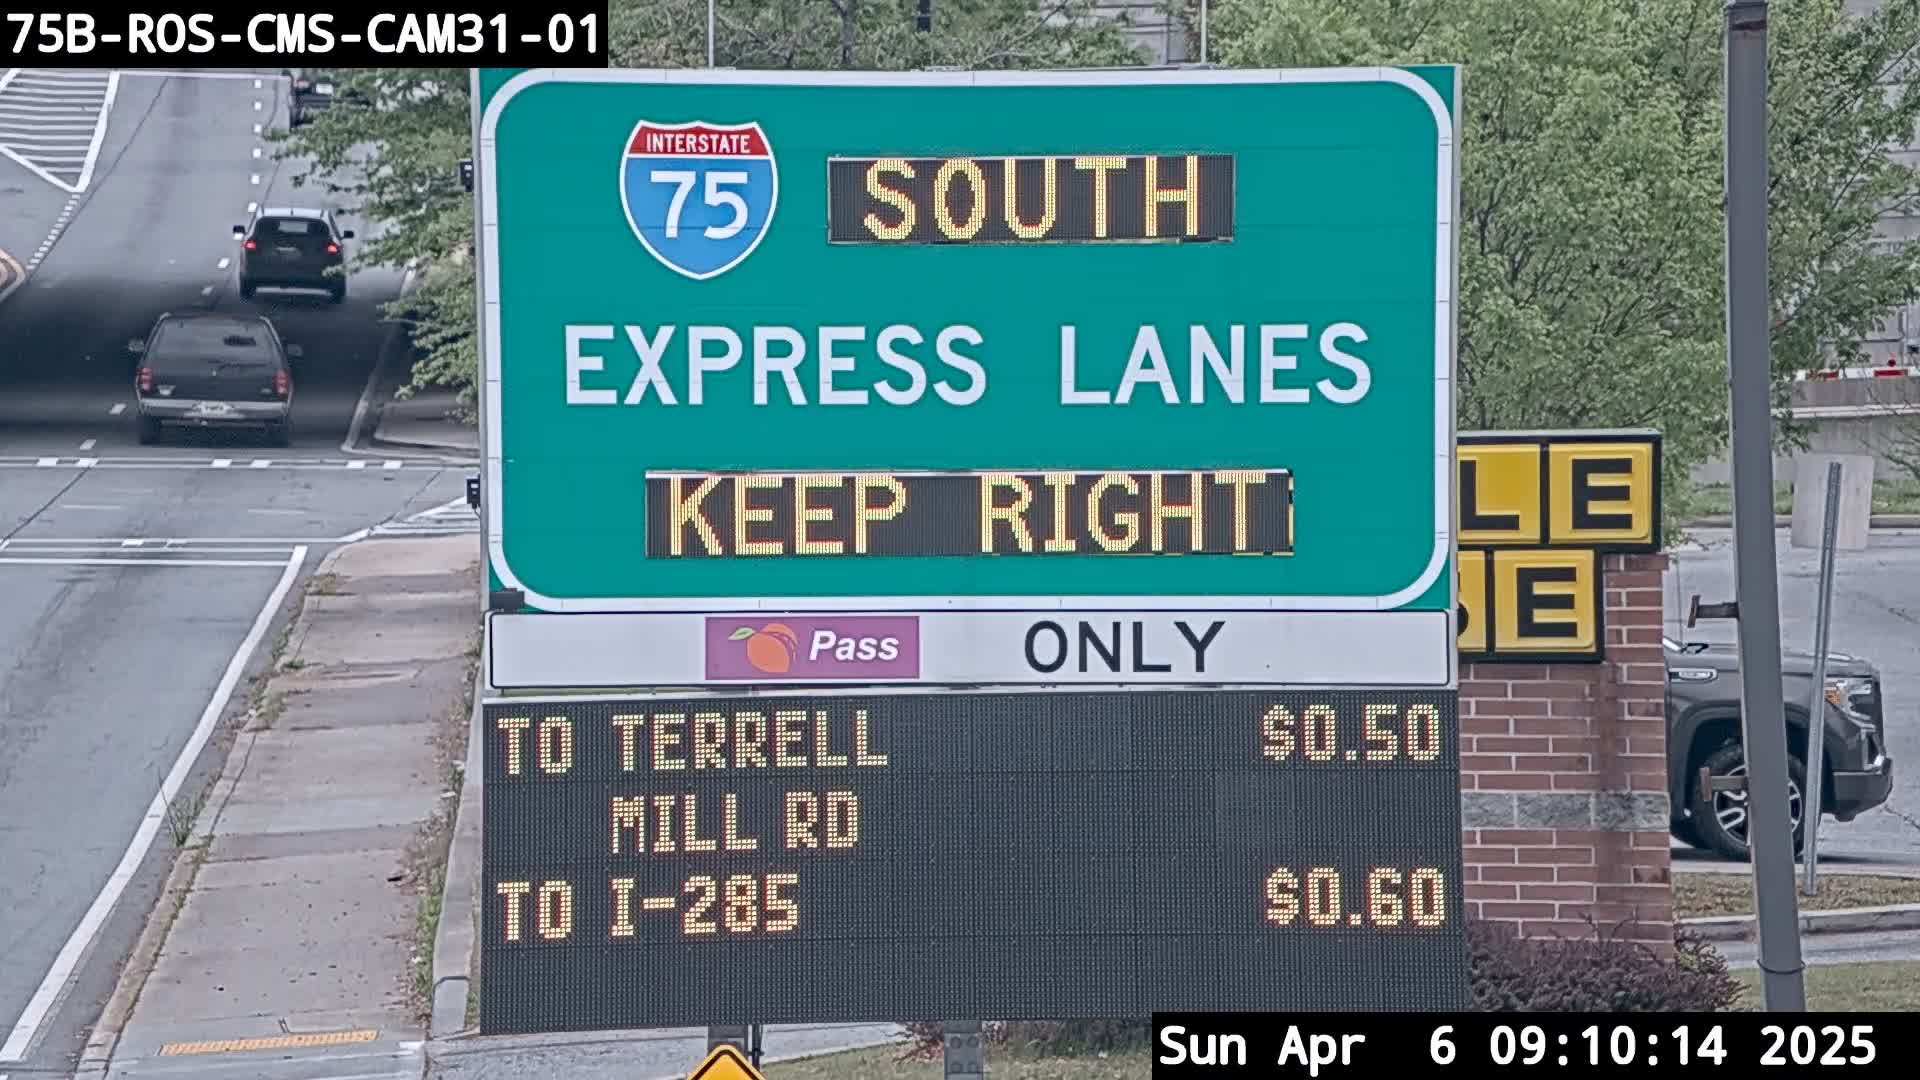 75B-ROS-CMS-CAM31-01
INTERSTATE
75
SOUTH
EXPRESS LANES
KEEP RIGHT
Pass ONLY
TO TERRELL $0.50
MILL RD
TO I-285 $0.60
LE
E
Sun Apr 6 09:10:14 2025